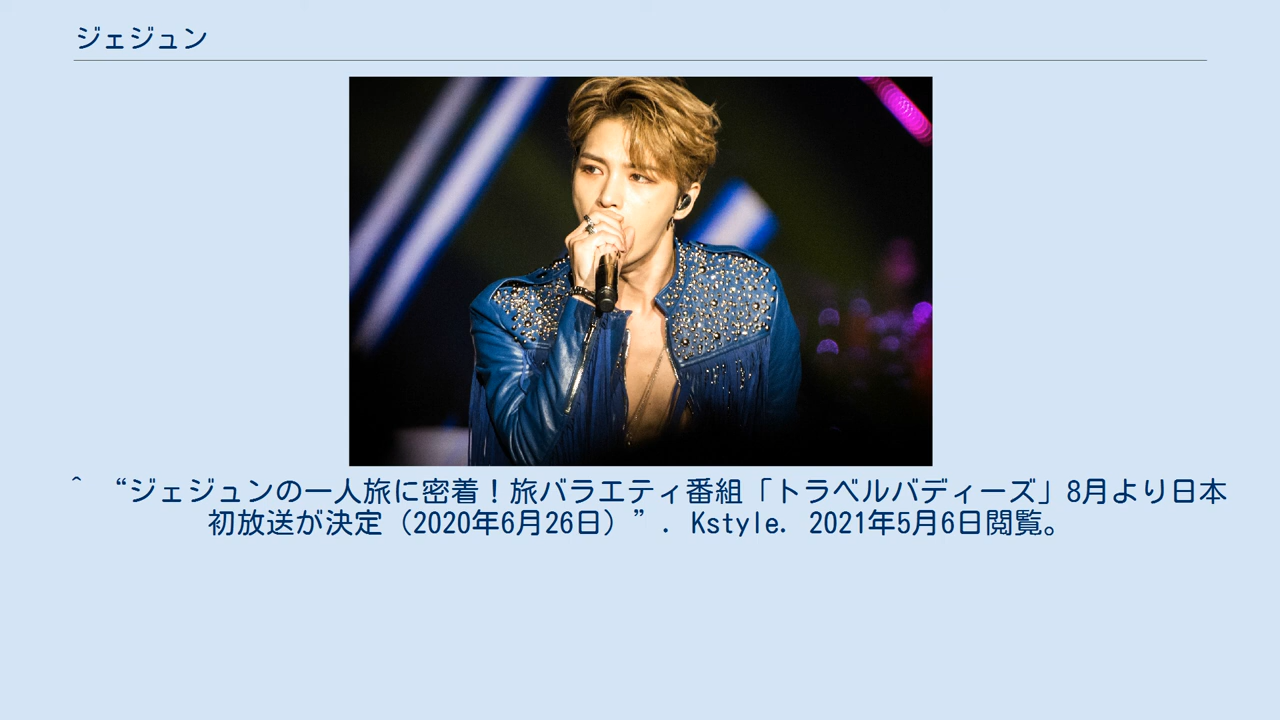 ジェジュン
^ “ジェジュンの一人旅に密着！旅バラエティ番組「トラベルバディーズ」8月より日本
初放送が決定（2020年6月26日）”. Kstyle. 2021年5月6日閲覧。